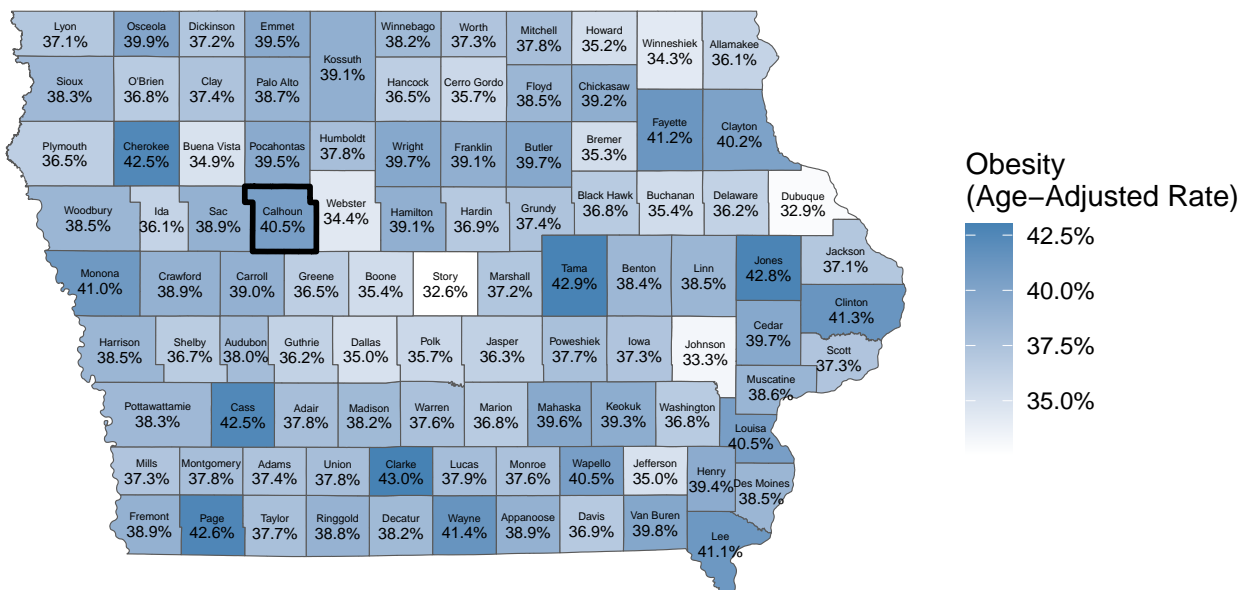 Lyon Osceola Dickinson Emmet Winnebago Worth Mitchell Howard
37.1% 39.9% 37.2% 39.5% 38.2% 37.3% 37.8% 35.2%
Kossuth Winneshiek Allamakee
39.1% 34.3% 36.1%
Sioux O'Brien Clay Palo Alto Hancock Cerro Gordo Floyd Chickasaw
38.3% 36.8% 37.4% 38.7% 36.5% 35.7% 38.5% 39.2%
Fayette Clayton
41.2% 40.2%
Plymouth Cherokee Buena Vista Pocahontas Humboldt Wright Franklin Butler Bremer
36.5% 42.5% 34.9% 39.5% 37.8% 39.7% 39.1% 39.7% 35.3%
Obesity
(Age−Adjusted Rate)
Woodbury Ida Sac Calhoun Webster Hamilton Hardin Grundy Black Hawk Buchanan Delaware Dubuque
38.5% 36.1% 38.9% 40.5% 34.4% 39.1% 36.9% 37.4% 36.8% 35.4% 36.2% 32.9%
42.5%
40.0%
37.5%
35.0%
Monona Crawford Carroll Greene Boone Story Marshall Tama Benton Linn Jones Jackson
41.0% 38.9% 39.0% 36.5% 35.4% 32.6% 37.2% 42.9% 38.4% 38.5% 42.8% 37.1%
Clinton
41.3%
Harrison Shelby Audubon Guthrie Dallas Polk Jasper Poweshiek Iowa Johnson Cedar Scott
38.5% 36.7% 38.0% 36.2% 35.0% 35.7% 36.3% 37.7% 37.3% 33.3% 39.7% 37.3%
Muscatine
38.6%
Pottawattamie Cass Adair Madison Warren Marion Mahaska Keokuk Washington Louisa
38.3% 42.5% 37.8% 38.2% 37.6% 36.8% 39.6% 39.3% 36.8% 40.5%
Mills Montgomery Adams Union Clarke Lucas Monroe Wapello Jefferson Henry Des Moines
37.3% 37.8% 37.4% 37.8% 43.0% 37.9% 37.6% 40.5% 35.0% 39.4% 38.5%
Fremont Page Taylor Ringgold Decatur Wayne Appanoose Davis Van Buren Lee
38.9% 42.6% 37.7% 38.8% 38.2% 41.4% 38.9% 36.9% 39.8% 41.1%